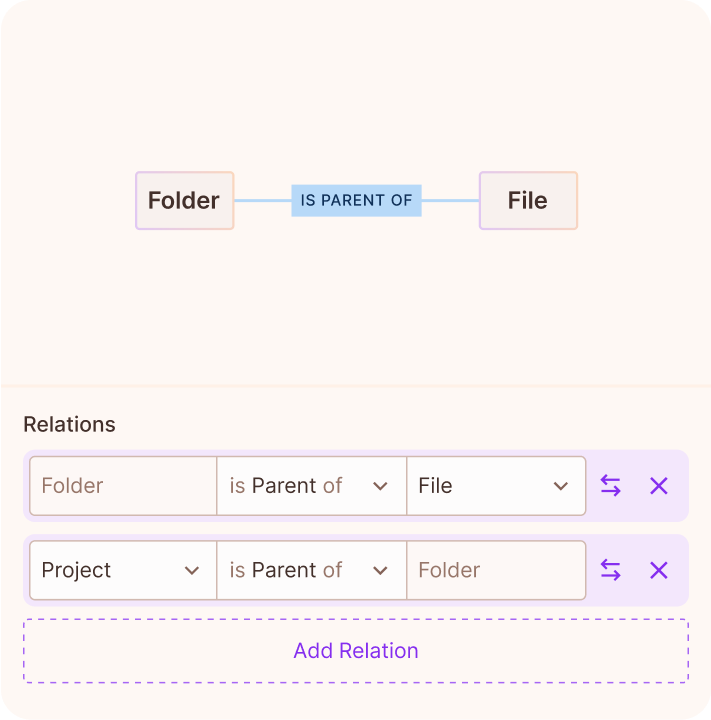 Folder IS PARENT OF File
Relations
Folder is Parent of File
Project is Parent of Folder
Add Relation